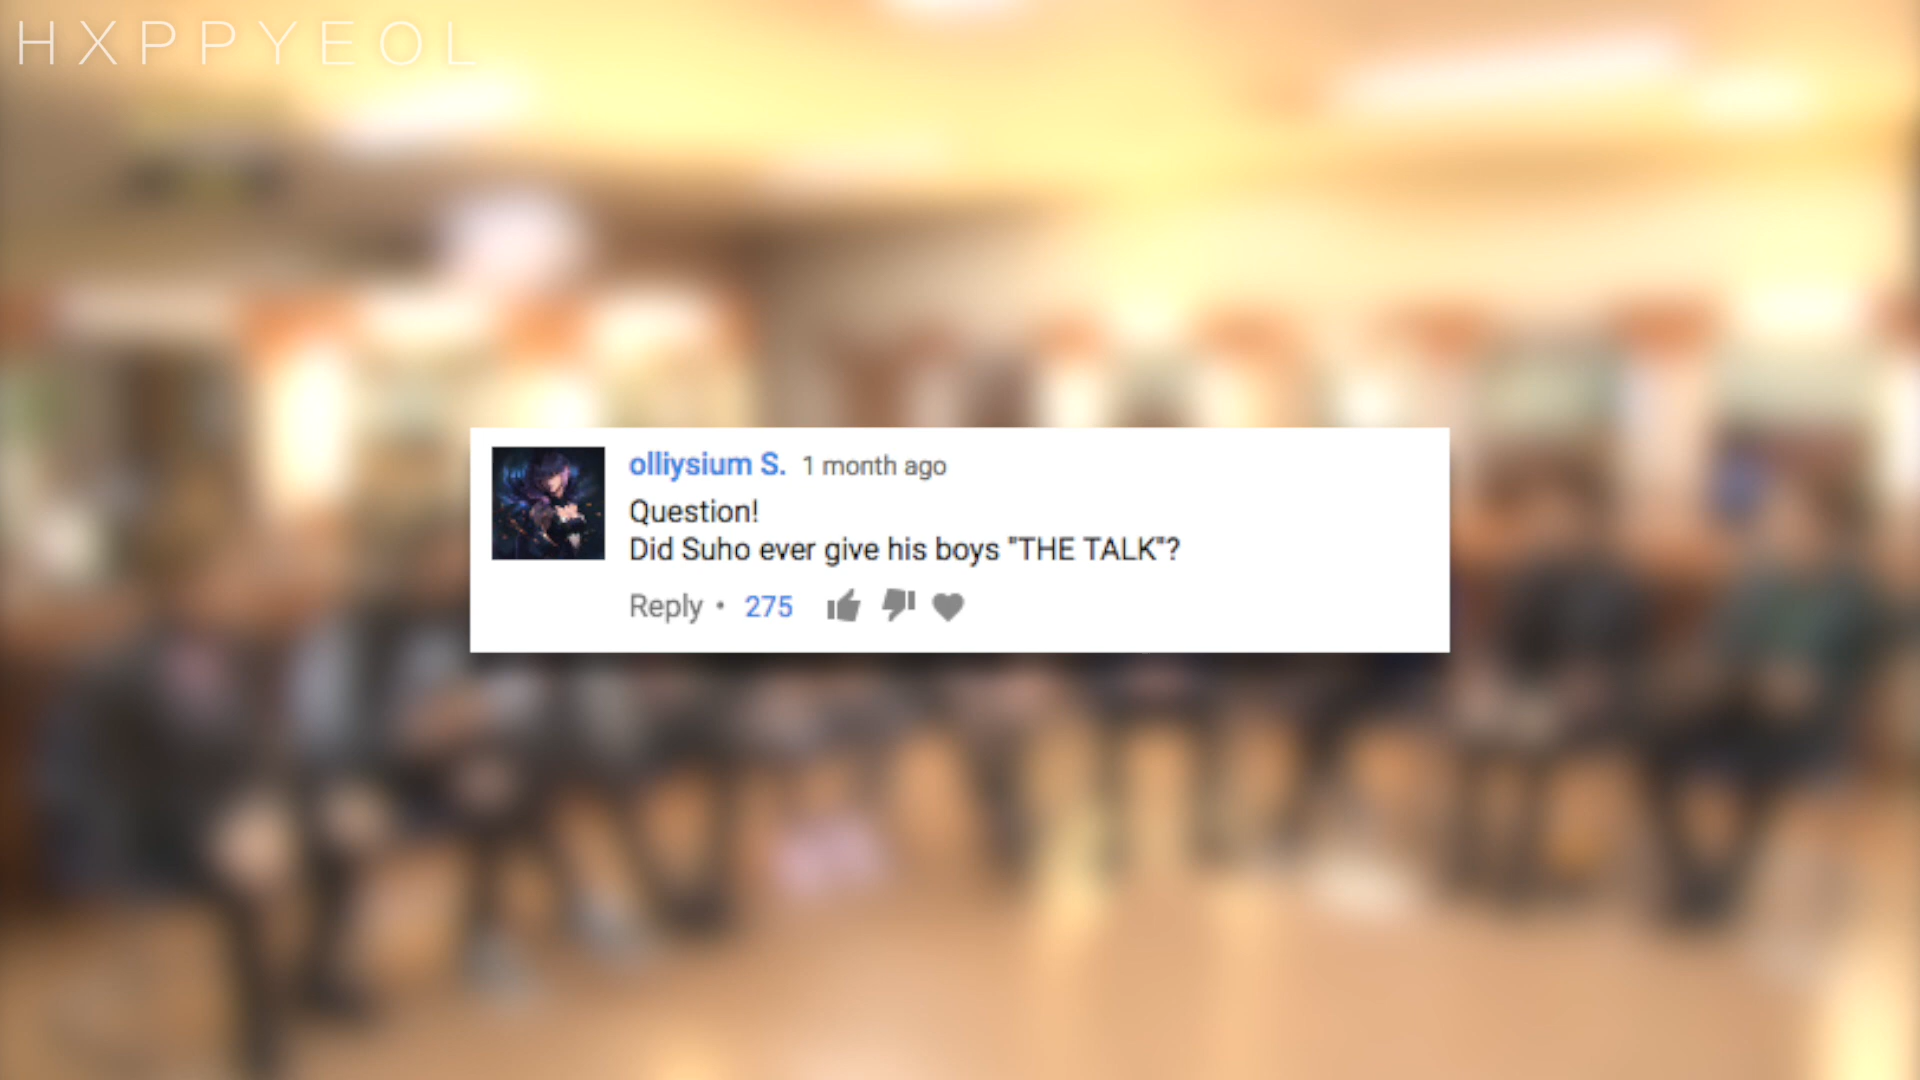 HXPPYEOL
olliysium S. 1 month ago
Question!
Did Suho ever give his boys "THE TALK"?
Reply • 275